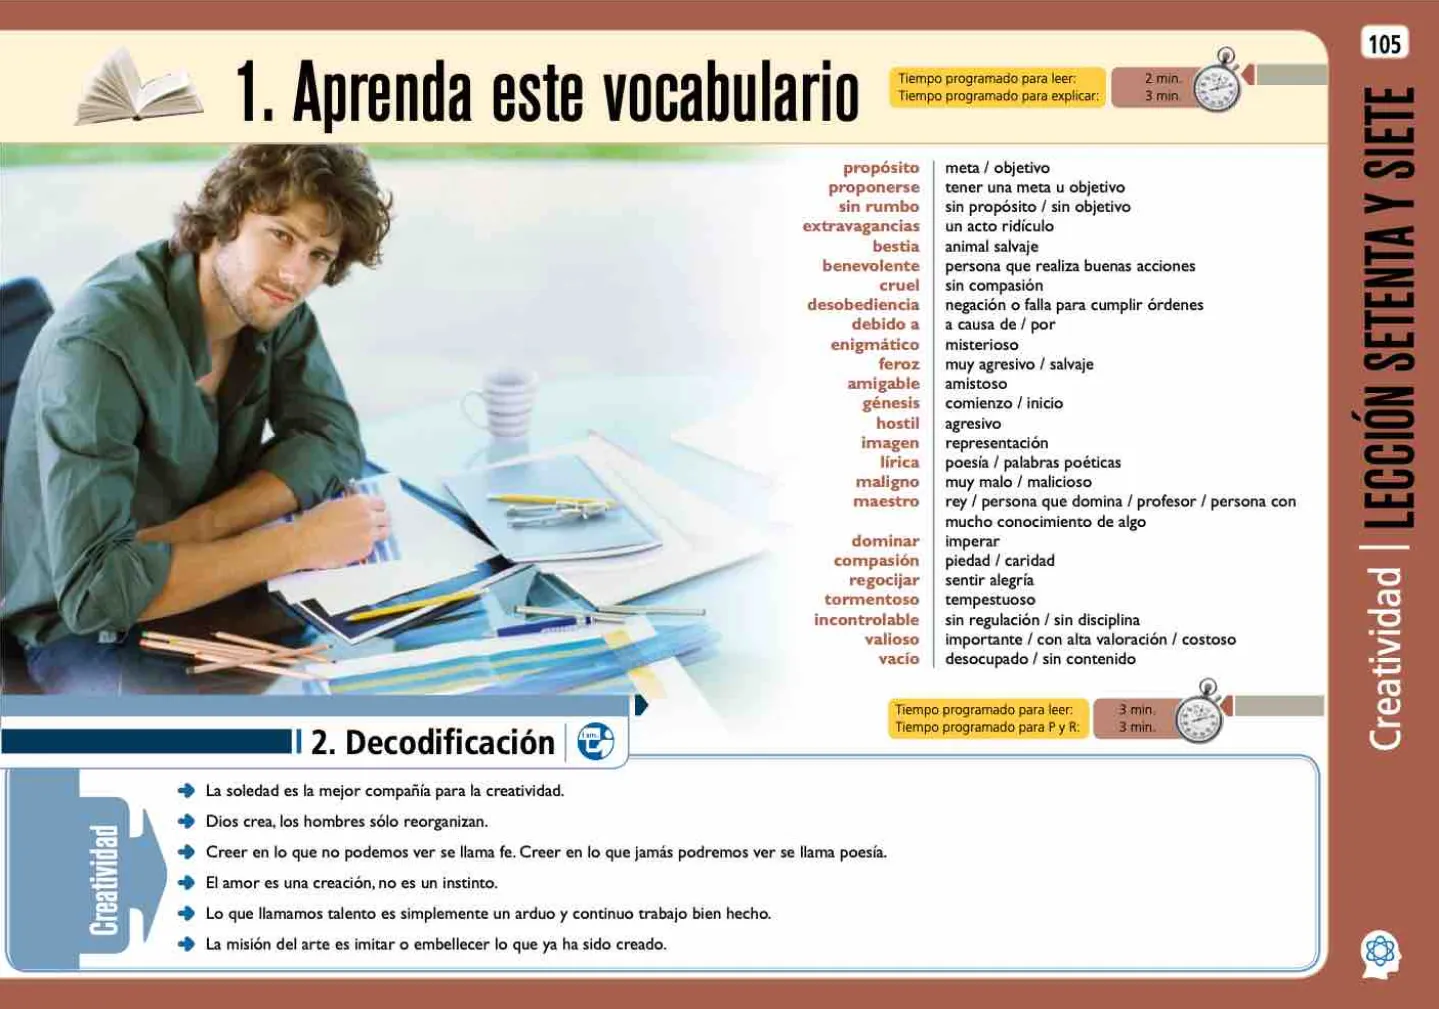 1. Aprenda este vocabulario
Tiempo programado para leer: 2 min.
Tiempo programado para explicar: 3 min.
105
LECCIÓN SETENTA Y SIETE
Creatividad
propósito meta / objetivo
proponerse tener una meta u objetivo
sin rumbo sin propósito / sin objetivo
extravagancias un acto ridículo
bestia animal salvaje
benevolente persona que realiza buenas acciones
cruel sin compasión
desobediencia negación o falla para cumplir órdenes
debido a a causa de / por
enigmático misterioso
feroz muy agresivo / salvaje
amigable amistoso
génesis comienzo / inicio
hostil agresivo
imagen representación
lírica poesía / palabras poéticas
maligno muy malo / malicioso
maestro rey / persona que domina / profesor / persona con
mucho conocimiento de algo
dominar imperar
compasión piedad / caridad
regocijar sentir alegría
tormentoso tempestuoso
incontrolable sin regulación / sin disciplina
valioso importante / con alta valoración / costoso
vacío desocupado / sin contenido
Tiempo programado para leer: 3 min.
Tiempo programado para P y R: 3 min.
2. Decodificación
Creatividad
La soledad es la mejor compañía para la creatividad.
Dios crea, los hombres sólo reorganizan.
Creer en lo que no podemos ver se llama fe. Creer en lo que jamás podremos ver se llama poesía.
El amor es una creación, no es un instinto.
Lo que llamamos talento es simplemente un arduo y continuo trabajo bien hecho.
La misión del arte es imitar o embellecer lo que ya ha sido creado.